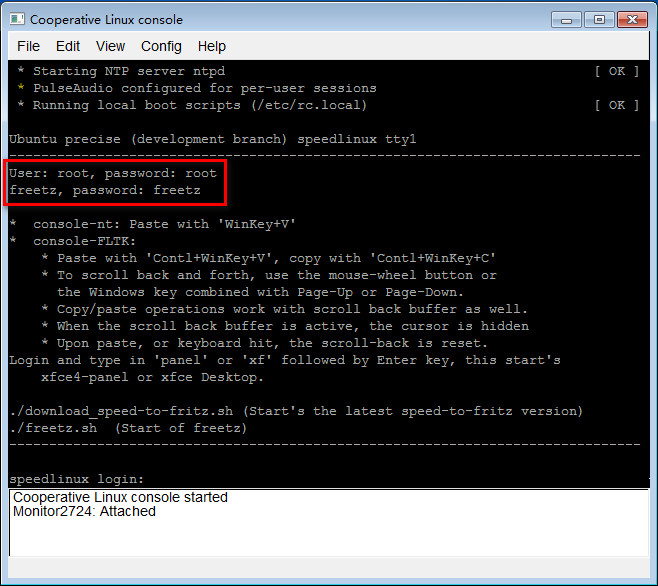 Cooperative Linux console
File Edit View Config Help
* Starting NTP server ntpd [ OK ]
* PulseAudio configured for per-user sessions
* Running local boot scripts (/etc/rc.local) [ OK ]
Ubuntu precise (development branch) speedlinux tty1
--------------------------------------------------------------------------------
User: root, password: root
freetz, password: freetz
* console-nt: Paste with 'WinKey+V'
* console-FLTK:
* Paste with 'Contl+WinKey+V', copy with 'Contl+WinKey+C'
* To scroll back and forth, use the mouse-wheel button or
the Windows key combined with Page-Up or Page-Down.
* Copy/paste operations work with scroll back buffer as well.
* When the scroll back buffer is active, the cursor is hidden
* Upon paste, or keyboard hit, the scroll-back is reset.
Login and type in 'panel' or 'xf' followed by Enter key, this start's
xfce4-panel or xfce Desktop.
./download_speed-to-fritz.sh (Start's the latest speed-to-fritz version)
./freetz.sh (Start of freetz)
--------------------------------------------------------------------------------
speedlinux login:
Cooperative Linux console started
Monitor2724: Attached